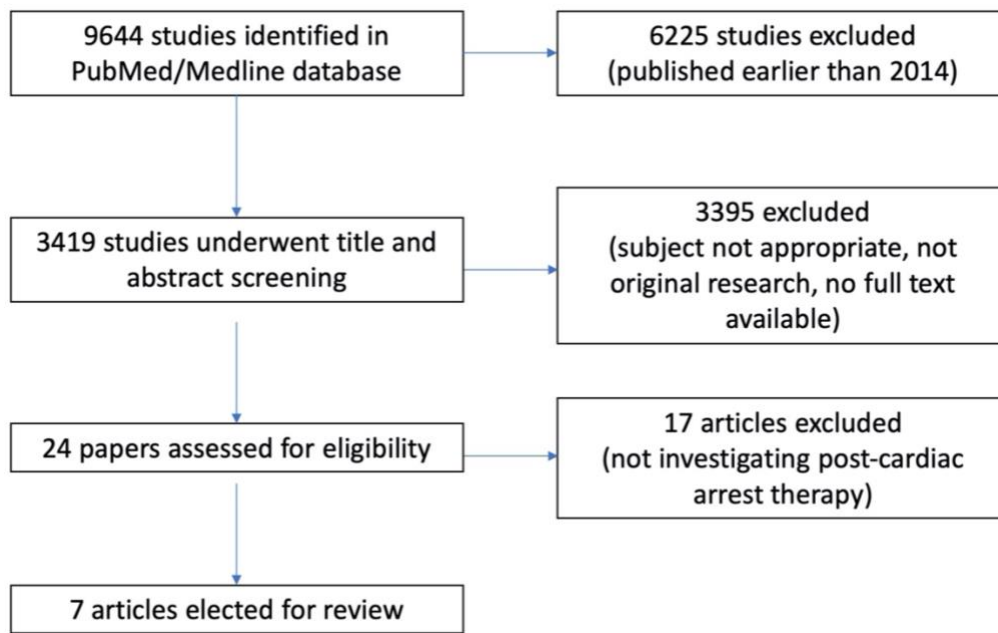 9644 studies identified in
PubMed/Medline database
6225 studies excluded
(published earlier than 2014)
3419 studies underwent title and
abstract screening
3395 excluded
(subject not appropriate, not
original research, no full text
available)
24 papers assessed for eligibility
17 articles excluded
(not investigating post-cardiac
arrest therapy)
7 articles elected for review